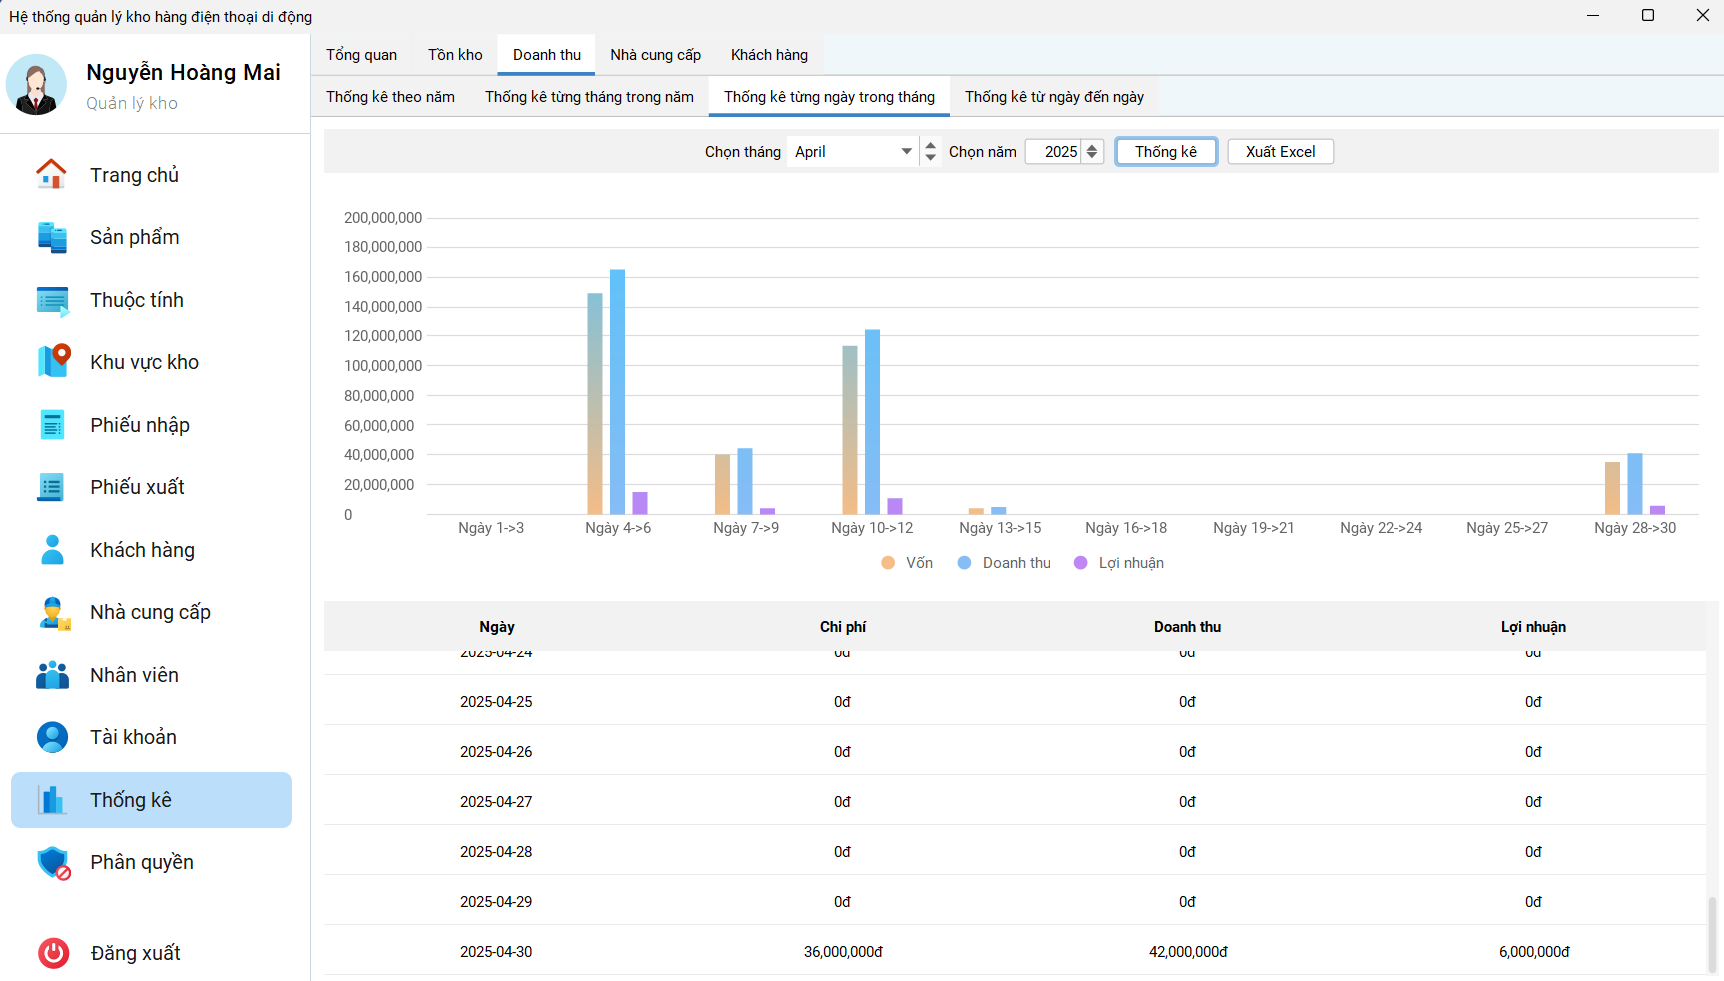 Hệ thống quản lý kho hàng điện thoại di động
Nguyễn Hoàng Mai
Quản lý kho
Trang chủ
Sản phẩm
Thuộc tính
Khu vực kho
Phiếu nhập
Phiếu xuất
Khách hàng
Nhà cung cấp
Nhân viên
Tài khoản
Thống kê
Phân quyền
Đăng xuất
Tổng quan Tồn kho Doanh thu Nhà cung cấp Khách hàng
Thống kê theo năm Thống kê từng tháng trong năm Thống kê từng ngày trong tháng Thống kê từ ngày đến ngày
Chọn tháng April Chọn năm 2025 Thống kê Xuất Excel
200,000,000
180,000,000
160,000,000
140,000,000
120,000,000
100,000,000
80,000,000
60,000,000
40,000,000
20,000,000
0
Ngày 1->3 Ngày 4->6 Ngày 7->9 Ngày 10->12 Ngày 13->15 Ngày 16->18 Ngày 19->21 Ngày 22->24 Ngày 25->27 Ngày 28->30
Vốn Doanh thu Lợi nhuận
Ngày Chi phí Doanh thu Lợi nhuận
2025-04-24 0đ 0đ 0đ
2025-04-25 0đ 0đ 0đ
2025-04-26 0đ 0đ 0đ
2025-04-27 0đ 0đ 0đ
2025-04-28 0đ 0đ 0đ
2025-04-29 0đ 0đ 0đ
2025-04-30 36,000,000đ 42,000,000đ 6,000,000đ